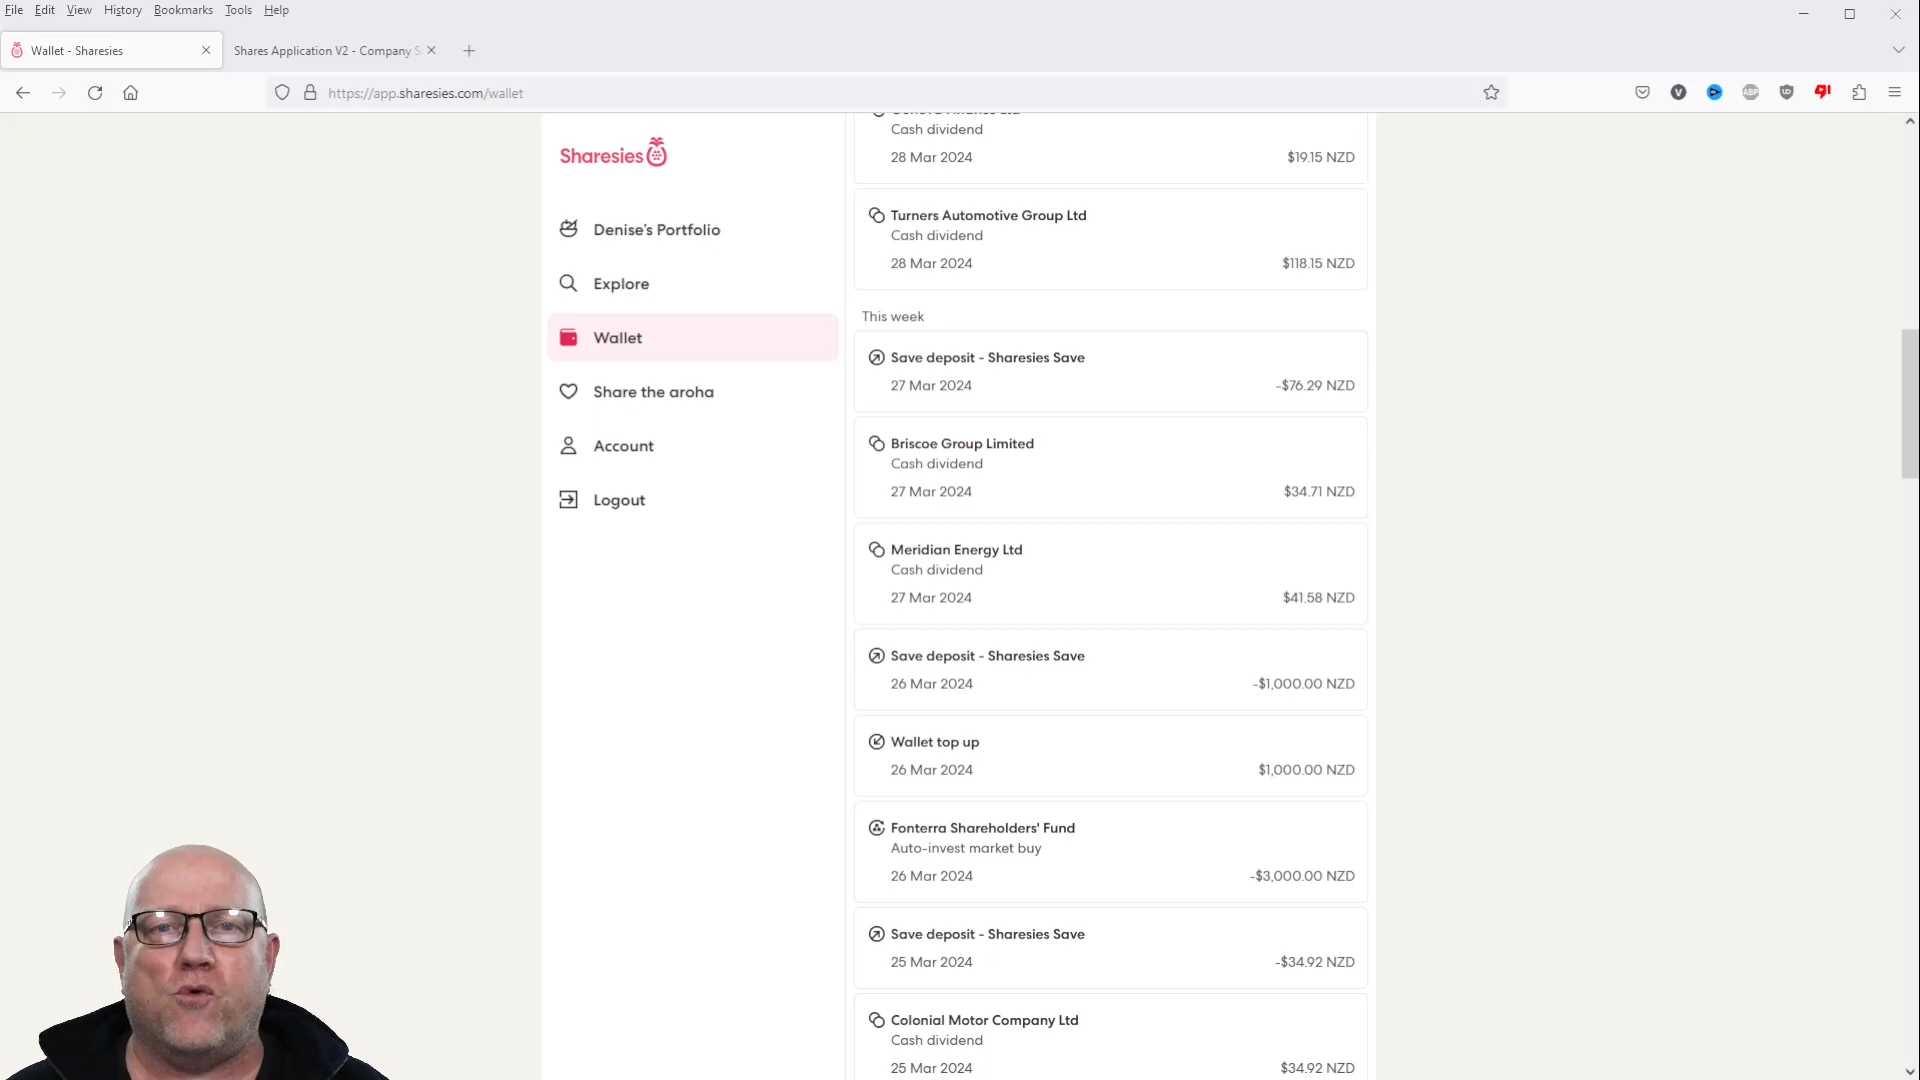 File Edit View History Bookmarks Tools Help
Wallet - Sharesies
Shares Application V2 - Company
https://app.sharesies.com/wallet
Sharesies
Denise's Portfolio
Explore
Wallet
Share the aroha
Account
Logout
Cash dividend
28 Mar 2024 $19.15 NZD
Turners Automotive Group Ltd
Cash dividend
28 Mar 2024 $118.15 NZD
This week
Save deposit - Sharesies Save
27 Mar 2024 -$76.29 NZD
Briscoe Group Limited
Cash dividend
27 Mar 2024 $34.71 NZD
Meridian Energy Ltd
Cash dividend
27 Mar 2024 $41.58 NZD
Save deposit - Sharesies Save
26 Mar 2024 -$1,000.00 NZD
Wallet top up
26 Mar 2024 $1,000.00 NZD
Fonterra Shareholders' Fund
Auto-invest market buy
26 Mar 2024 -$3,000.00 NZD
Save deposit - Sharesies Save
25 Mar 2024 -$34.92 NZD
Colonial Motor Company Ltd
Cash dividend
25 Mar 2024 $34.92 NZD